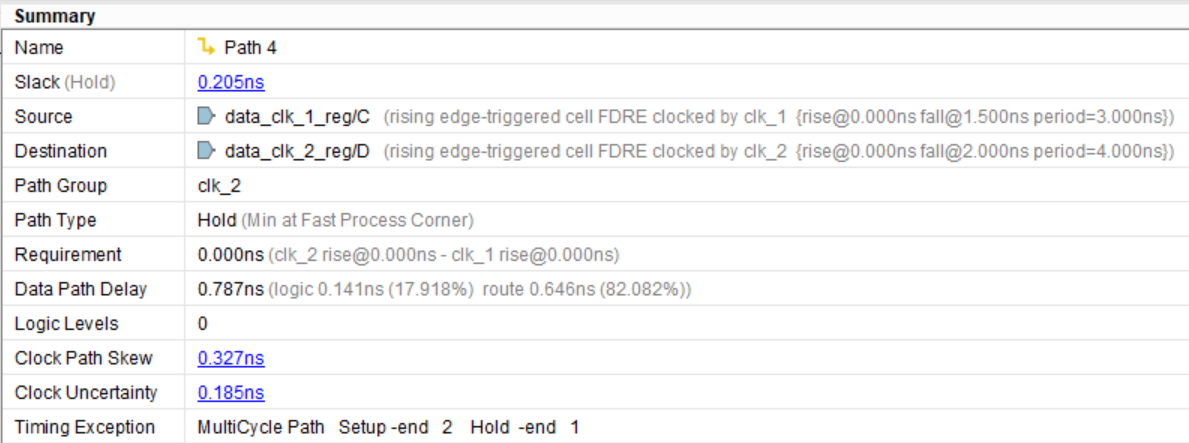 Summary
Name Path 4
Slack (Hold) 0.205ns
Source data_clk_1_reg/C (rising edge-triggered cell FDRE clocked by clk_1 {rise@0.000ns fall@1.500ns period=3.000ns})
Destination data_clk_2_reg/D (rising edge-triggered cell FDRE clocked by clk_2 {rise@0.000ns fall@2.000ns period=4.000ns})
Path Group clk_2
Path Type Hold (Min at Fast Process Corner)
Requirement 0.000ns (clk_2 rise@0.000ns - clk_1 rise@0.000ns)
Data Path Delay 0.787ns (logic 0.141ns (17.918%) route 0.646ns (82.082%))
Logic Levels 0
Clock Path Skew 0.327ns
Clock Uncertainty 0.185ns
Timing Exception MultiCycle Path Setup -end 2 Hold -end 1